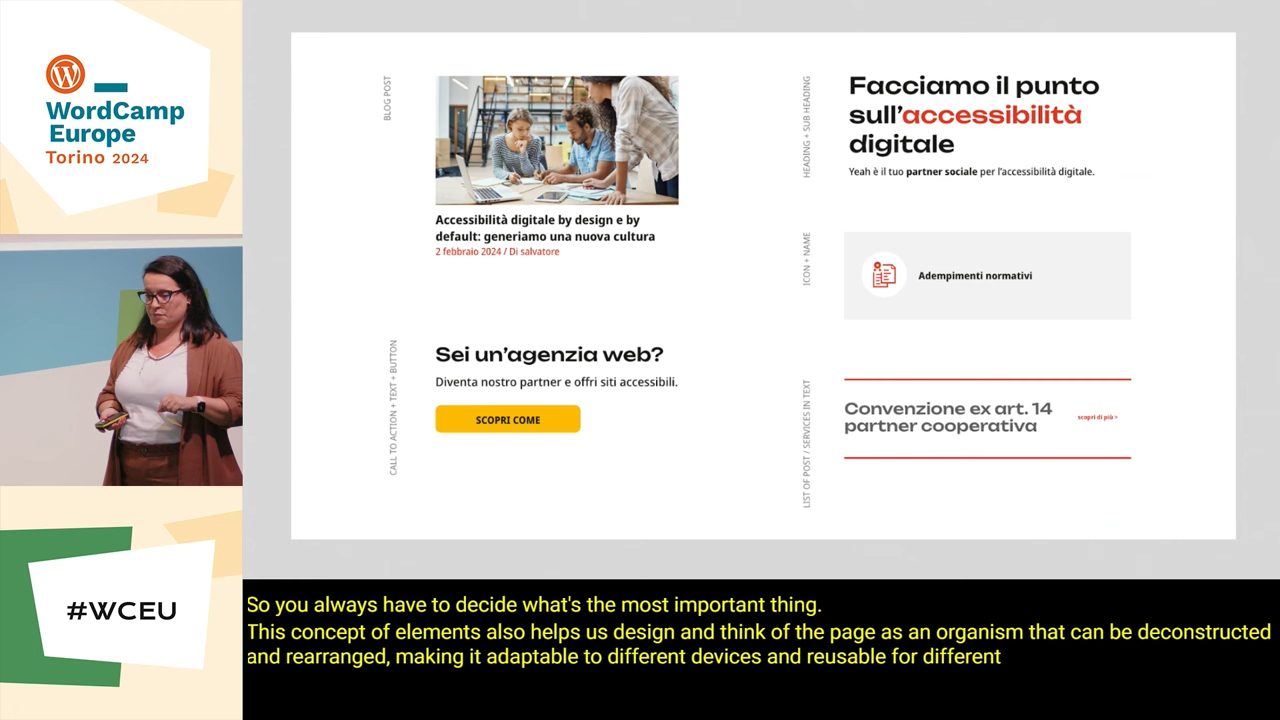 WordCamp
Europe
Torino 2024
#WCEU
BLOG POST
Accessibilità digitale by design e by
default: generiamo una nuova cultura
2 febbraio 2024 / Di salvatore
CALL TO ACTION + TEXT + BUTTON
Sei un'agenzia web?
Diventa nostro partner e offri siti accessibili.
SCOPRI COME
HEADING + SUB HEADING
Facciamo il punto
sull'accessibilità
digitale
Yeah è il tuo partner sociale per l'accessibilità digitale.
ICON + NAME
Adempimenti normativi
LIST OF POST / SERVICES IN TEXT
Convenzione ex art. 14
partner cooperativa
scopri di più >
So you always have to decide what's the most important thing.
This concept of elements also helps us design and think of the page as an organism that can be deconstructed
and rearranged, making it adaptable to different devices and reusable for different